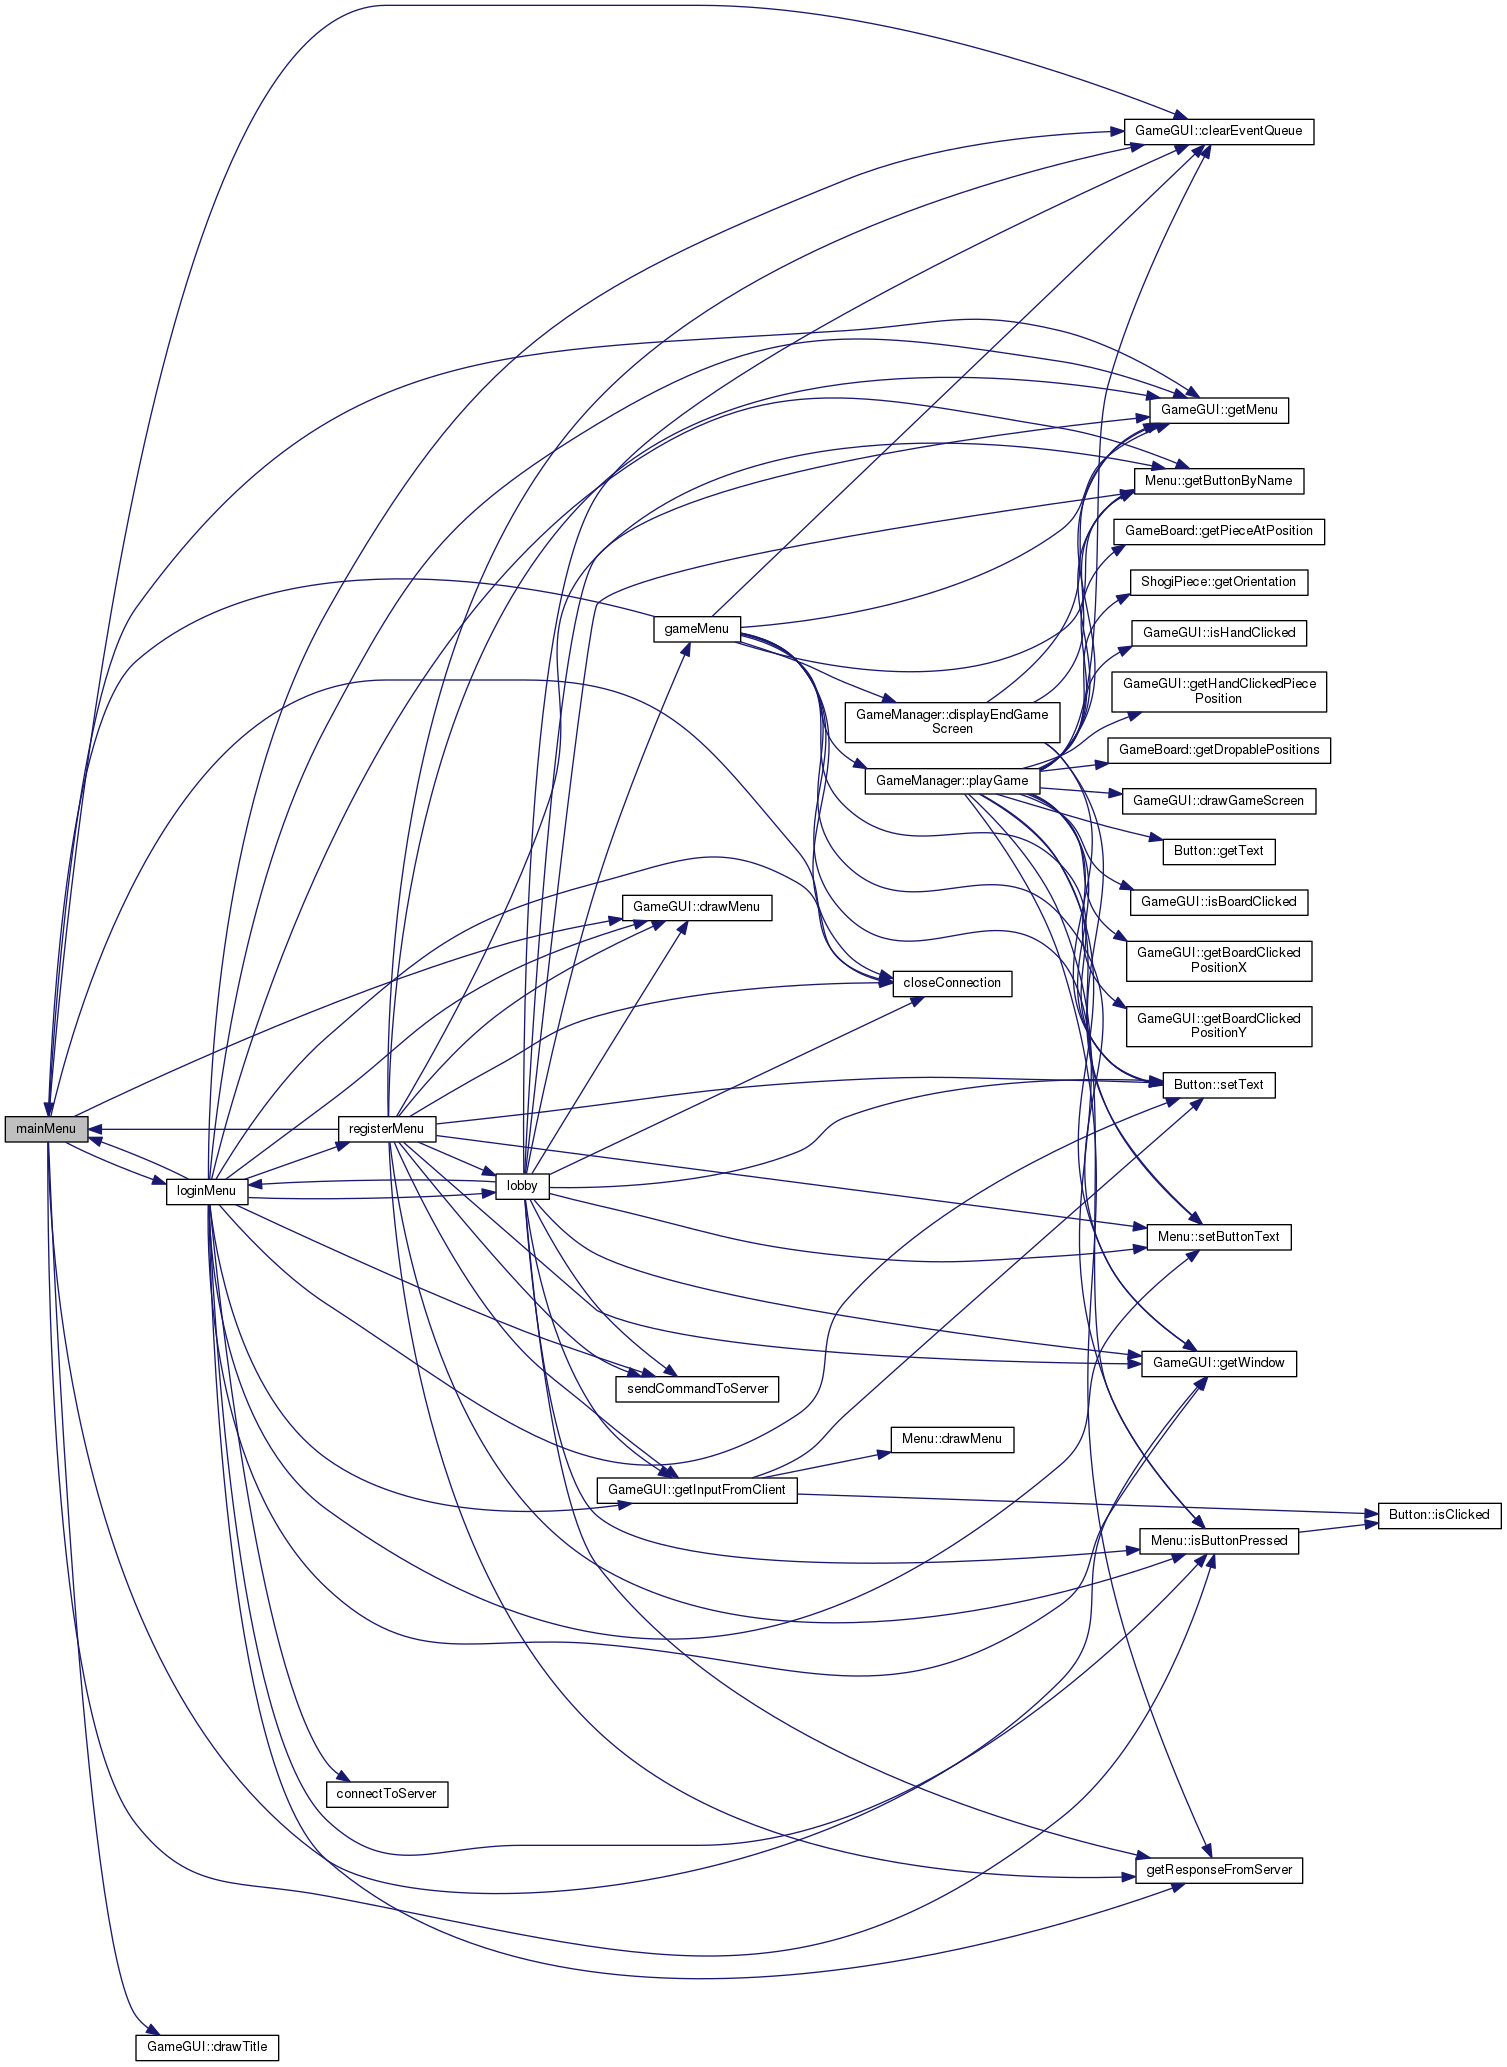 GameGUI::clearEventQueue
GameGUI::getMenu
Menu::getButtonByName
GameBoard::getPieceAtPosition
ShogiPiece::getOrientation
gameMenu
GameGUI::isHandClicked
GameGUI::getHandClickedPiece
Position
GameManager::displayEndGame
Screen
GameBoard::getDropablePositions
GameManager::playGame
GameGUI::drawGameScreen
Button::getText
GameGUI::drawMenu
GameGUI::isBoardClicked
GameGUI::getBoardClicked
PositionX
closeConnection
GameGUI::getBoardClicked
PositionY
Button::setText
mainMenu
registerMenu
loginMenu
lobby
Menu::setButtonText
GameGUI::getWindow
sendCommandToServer
Menu::drawMenu
GameGUI::getInputFromClient
Button::isClicked
Menu::isButtonPressed
connectToServer
getResponseFromServer
GameGUI::drawTitle